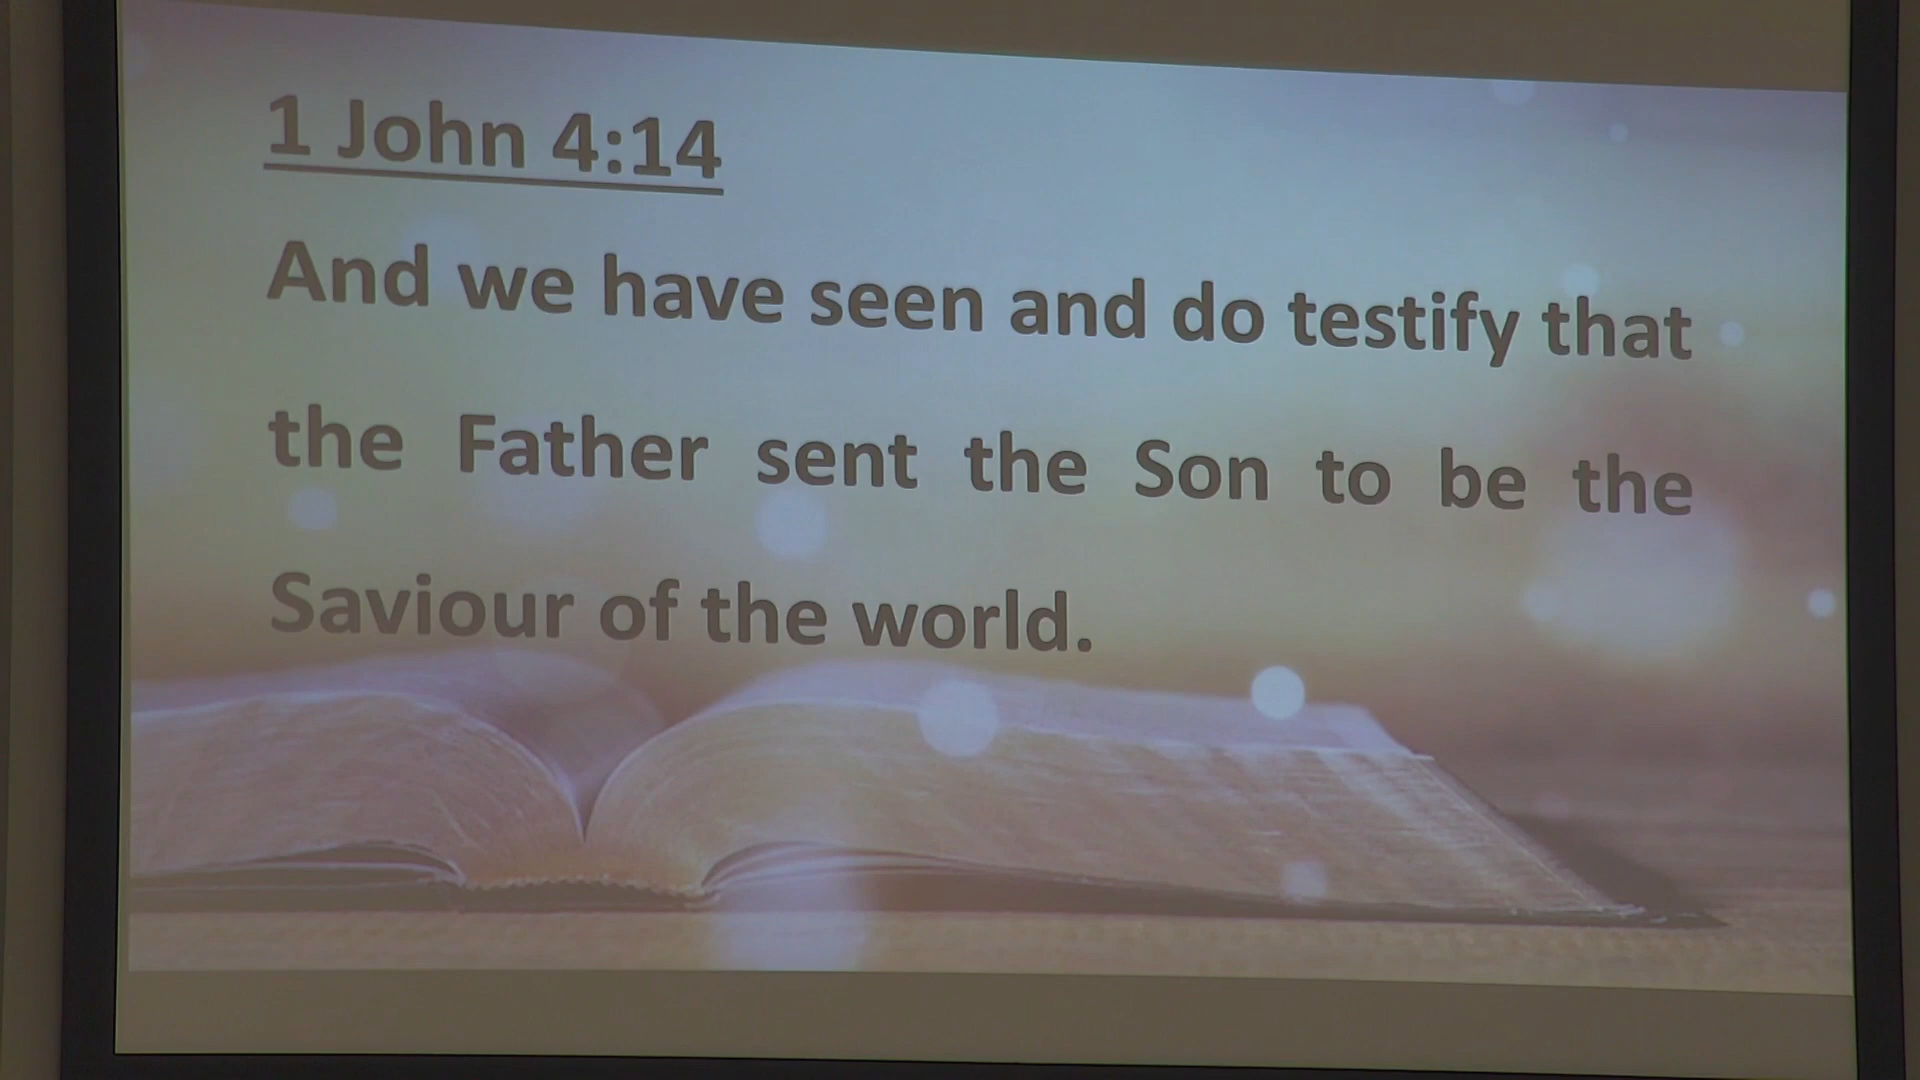 1 John 4:14
And we have seen and do testify that
the Father sent the Son to be the
Saviour of the world.